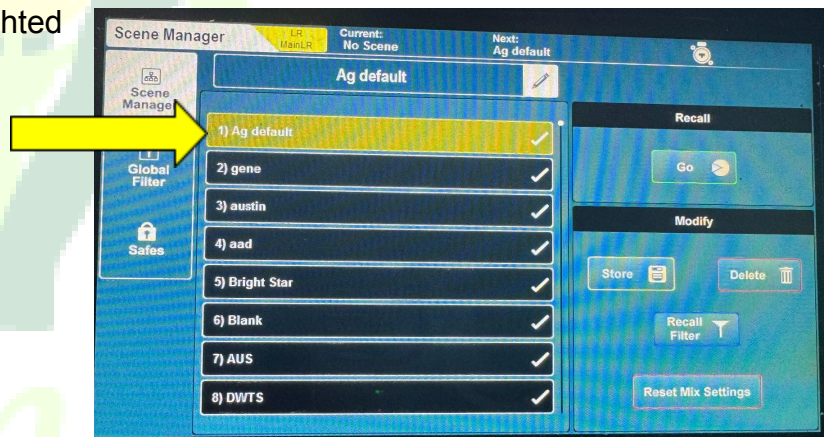 hted
Scene Manager
LR
MainLR
Current:
No Scene
Next:
Ag default
Scene
Manager
Ag default
Global
Filter
Safes
1) Ag default
2) gene
3) austin
4) aad
5) Bright Star
6) Blank
7) AUS
8) DWTS
Recall
Go
Modify
Store
Delete
Recall
Filter
Reset Mix Settings